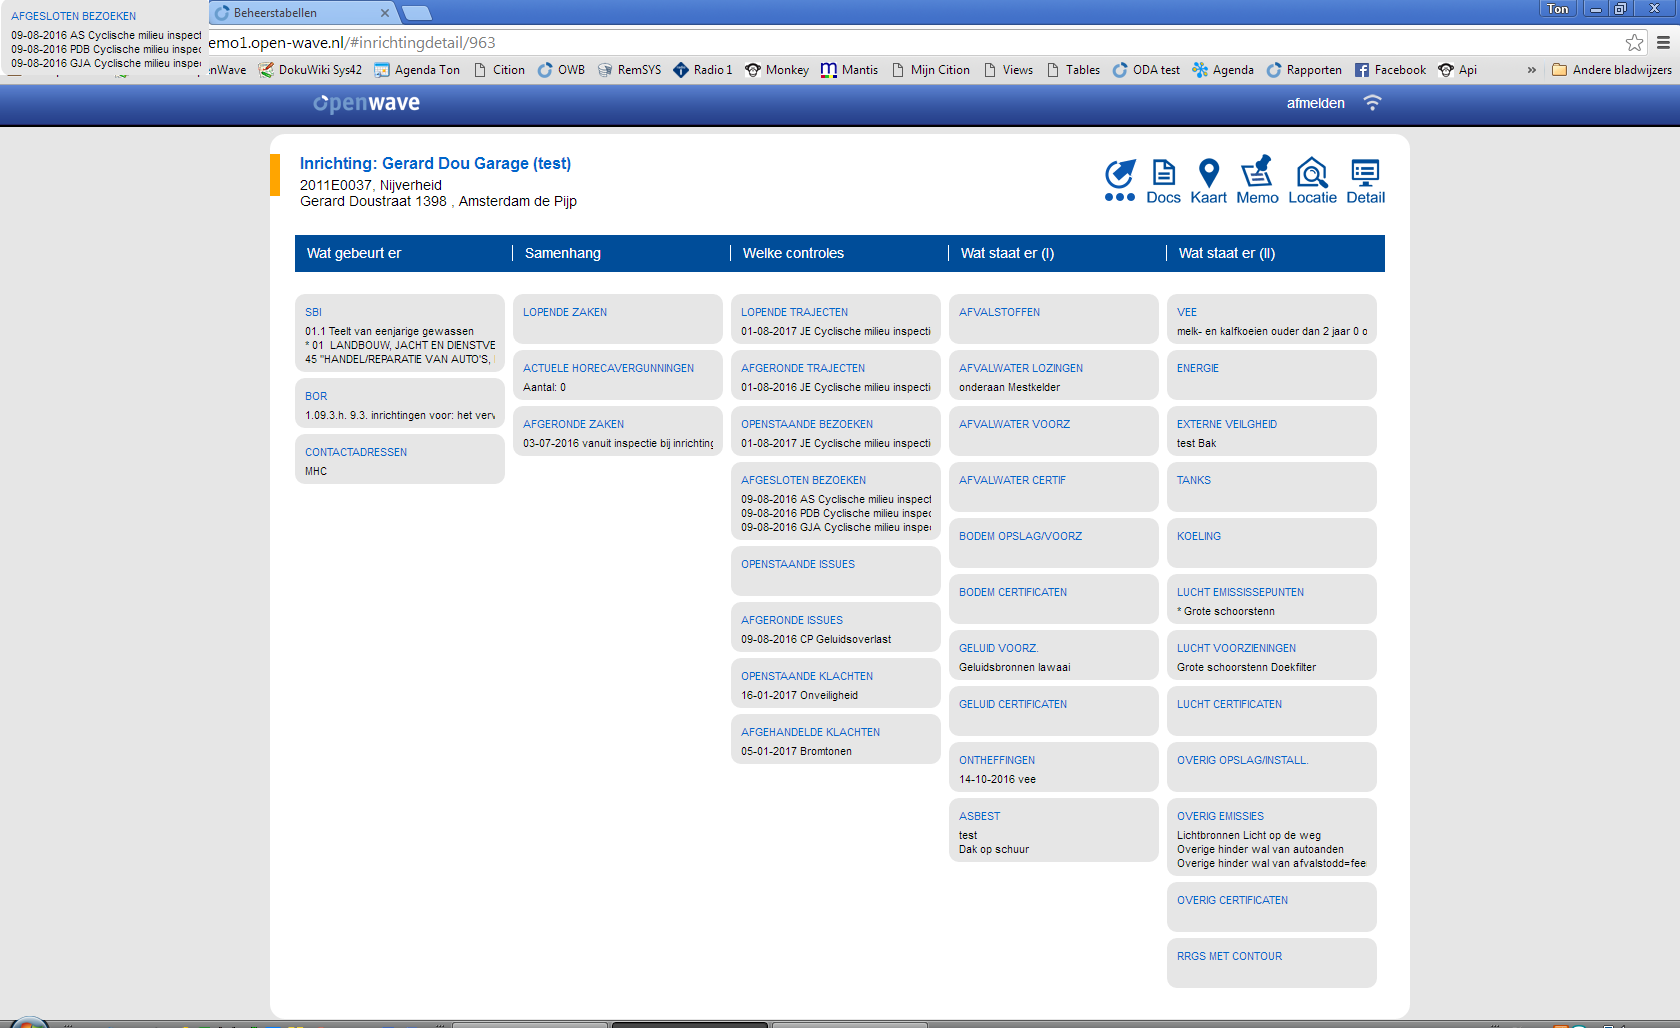 AFGESLOTEN BEZOEKEN
09-08-2016 AS Cyclische milieu inspect
09-08-2016 PDB Cyclische milieu inspec
09-08-2016 GJA Cyclische milieu inspe
Beheerstabellen
Ton
emo1.open-wave.nl/#inrichtingdetail/963
nWave DokuWiki Sys42 Agenda Ton Cition OWB RemSYS Radio 1 Monkey Mantis Mijn Cition Views Tables ODA test Agenda Rapporten Facebook Api » Andere bladwijzers
openwave
afmelden
Inrichting: Gerard Dou Garage (test)
2011E0037, Nijverheid
Gerard Doustraat 1398 , Amsterdam de Pijp
Docs Kaart Memo Locatie Detail
Wat gebeurt er Samenhang Welke controles Wat staat er (I) Wat staat er (II)
SBI
01.1 Teelt van eenjarige gewassen
* 01 LANDBOUW, JACHT EN DIENSTVE
45 "HANDEL/REPARATIE VAN AUTO'S,
BOR
1.09.3.h. 9.3. inrichtingen voor: het verv
CONTACTADRESSEN
MHC
LOPENDE ZAKEN
ACTUELE HORECAVERGUNNINGEN
Aantal: 0
AFGERONDE ZAKEN
03-07-2016 vanuit inspectie bij inrichting
LOPENDE TRAJECTEN
01-08-2017 JE Cyclische milieu inspecti
AFGERONDE TRAJECTEN
01-08-2016 JE Cyclische milieu inspecti
OPENSTAANDE BEZOEKEN
01-08-2017 JE Cyclische milieu inspecti
AFGESLOTEN BEZOEKEN
09-08-2016 AS Cyclische milieu inspect
09-08-2016 PDB Cyclische milieu inspec
09-08-2016 GJA Cyclische milieu inspe
OPENSTAANDE ISSUES
AFGERONDE ISSUES
09-08-2016 CP Geluidsoverlast
OPENSTAANDE KLACHTEN
16-01-2017 Onveiligheid
AFGEHANDELDE KLACHTEN
05-01-2017 Bromtonen
AFVALSTOFFEN
AFVALWATER LOZINGEN
onderaan Mestkelder
AFVALWATER VOORZ
AFVALWATER CERTIF
BODEM OPSLAG/VOORZ
BODEM CERTIFICATEN
GELUID VOORZ.
Geluidsbronnen lawaai
GELUID CERTIFICATEN
ONTHEFFINGEN
14-10-2016 vee
ASBEST
test
Dak op schuur
VEE
melk- en kalfkoeien ouder dan 2 jaar 0 o
ENERGIE
EXTERNE VEILGHEID
test Bak
TANKS
KOELING
LUCHT EMISSISSEPUNTEN
* Grote schoorstenn
LUCHT VOORZIENINGEN
Grote schoorstenn Doekfilter
LUCHT CERTIFICATEN
OVERIG OPSLAG/INSTALL.
OVERIG EMISSIES
Lichtbronnen Licht op de weg
Overige hinder wal van autoanden
Overige hinder wal van afvalstodd=fee
OVERIG CERTIFICATEN
RRGS MET CONTOUR